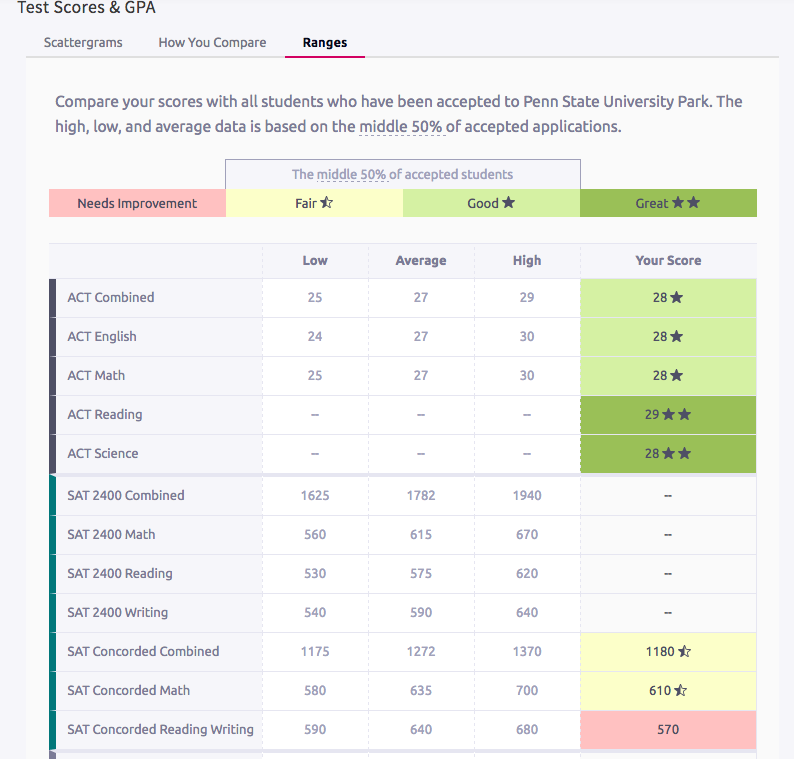 Test Scores & GPA
Scattergrams How You Compare Ranges
Compare your scores with all students who have been accepted to Penn State University Park. The
high, low, and average data is based on the middle 50% of accepted applications.
The middle 50% of accepted students
Needs Improvement Fair Good Great
Low Average High Your Score
ACT Combined 25 27 29 28
ACT English 24 27 30 28
ACT Math 25 27 30 28
ACT Reading -- -- -- 29
ACT Science -- -- -- 28
SAT 2400 Combined 1625 1782 1940 --
SAT 2400 Math 560 615 670 --
SAT 2400 Reading 530 575 620 --
SAT 2400 Writing 540 590 640 --
SAT Concorded Combined 1175 1272 1370 1180
SAT Concorded Math 580 635 700 610
SAT Concorded Reading Writing 590 640 680 570